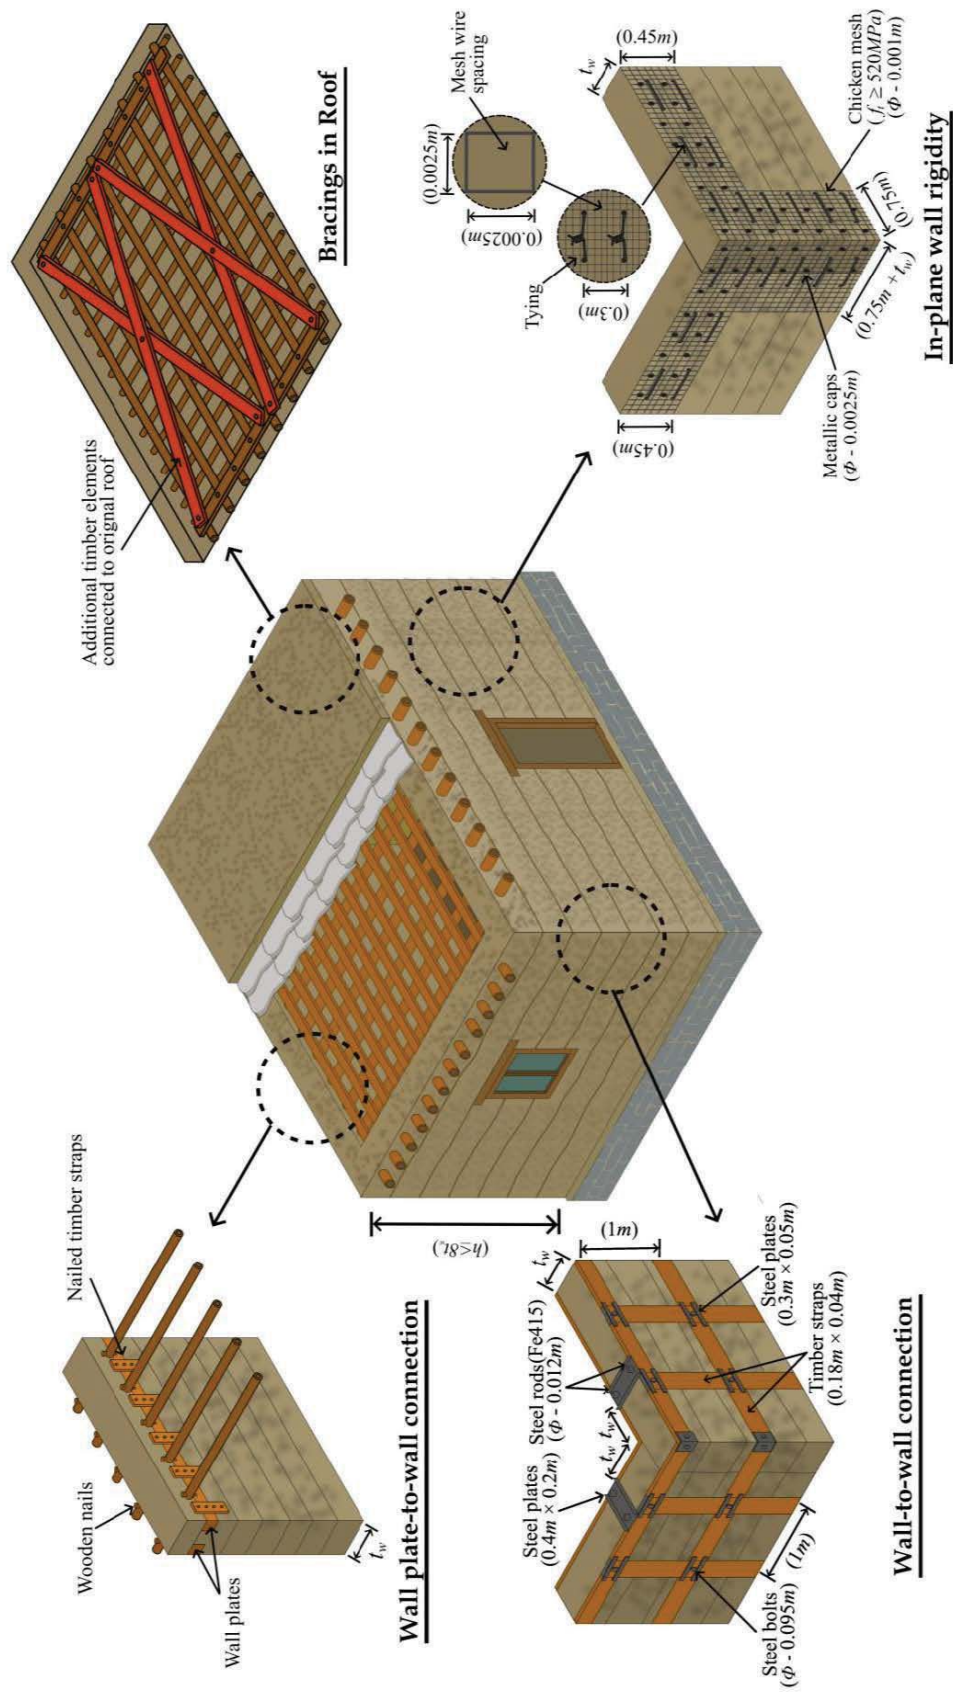 Wooden nails
Nailed timber straps
Wall plates
t_w
Wall plate-to-wall connection
Additional timber elements
connected to orignal roof
Bracings in Roof
(h≤8t_w)
Steel plates
(0.4m × 0.2m)
Steel rods(Fe415)
(Φ - 0.012m)
t_w
t_w
t_w
(1m)
Steel bolts
(Φ - 0.095m)
(1m)
Timber straps
(0.18m × 0.04m)
Steel plates
(0.3m × 0.05m)
Wall-to-wall connection
Tying
(0.3m)
(0.0025m)
(0.0025m)
Mesh wire
spacing
t_w
(0.45m)
(0.45m)
Metallic caps
(Φ - 0.0025m)
(0.75m + t_w)
(0.75m)
Chicken mesh
(f_t ≥ 520MPa)
(Φ - 0.001m)
In-plane wall rigidity